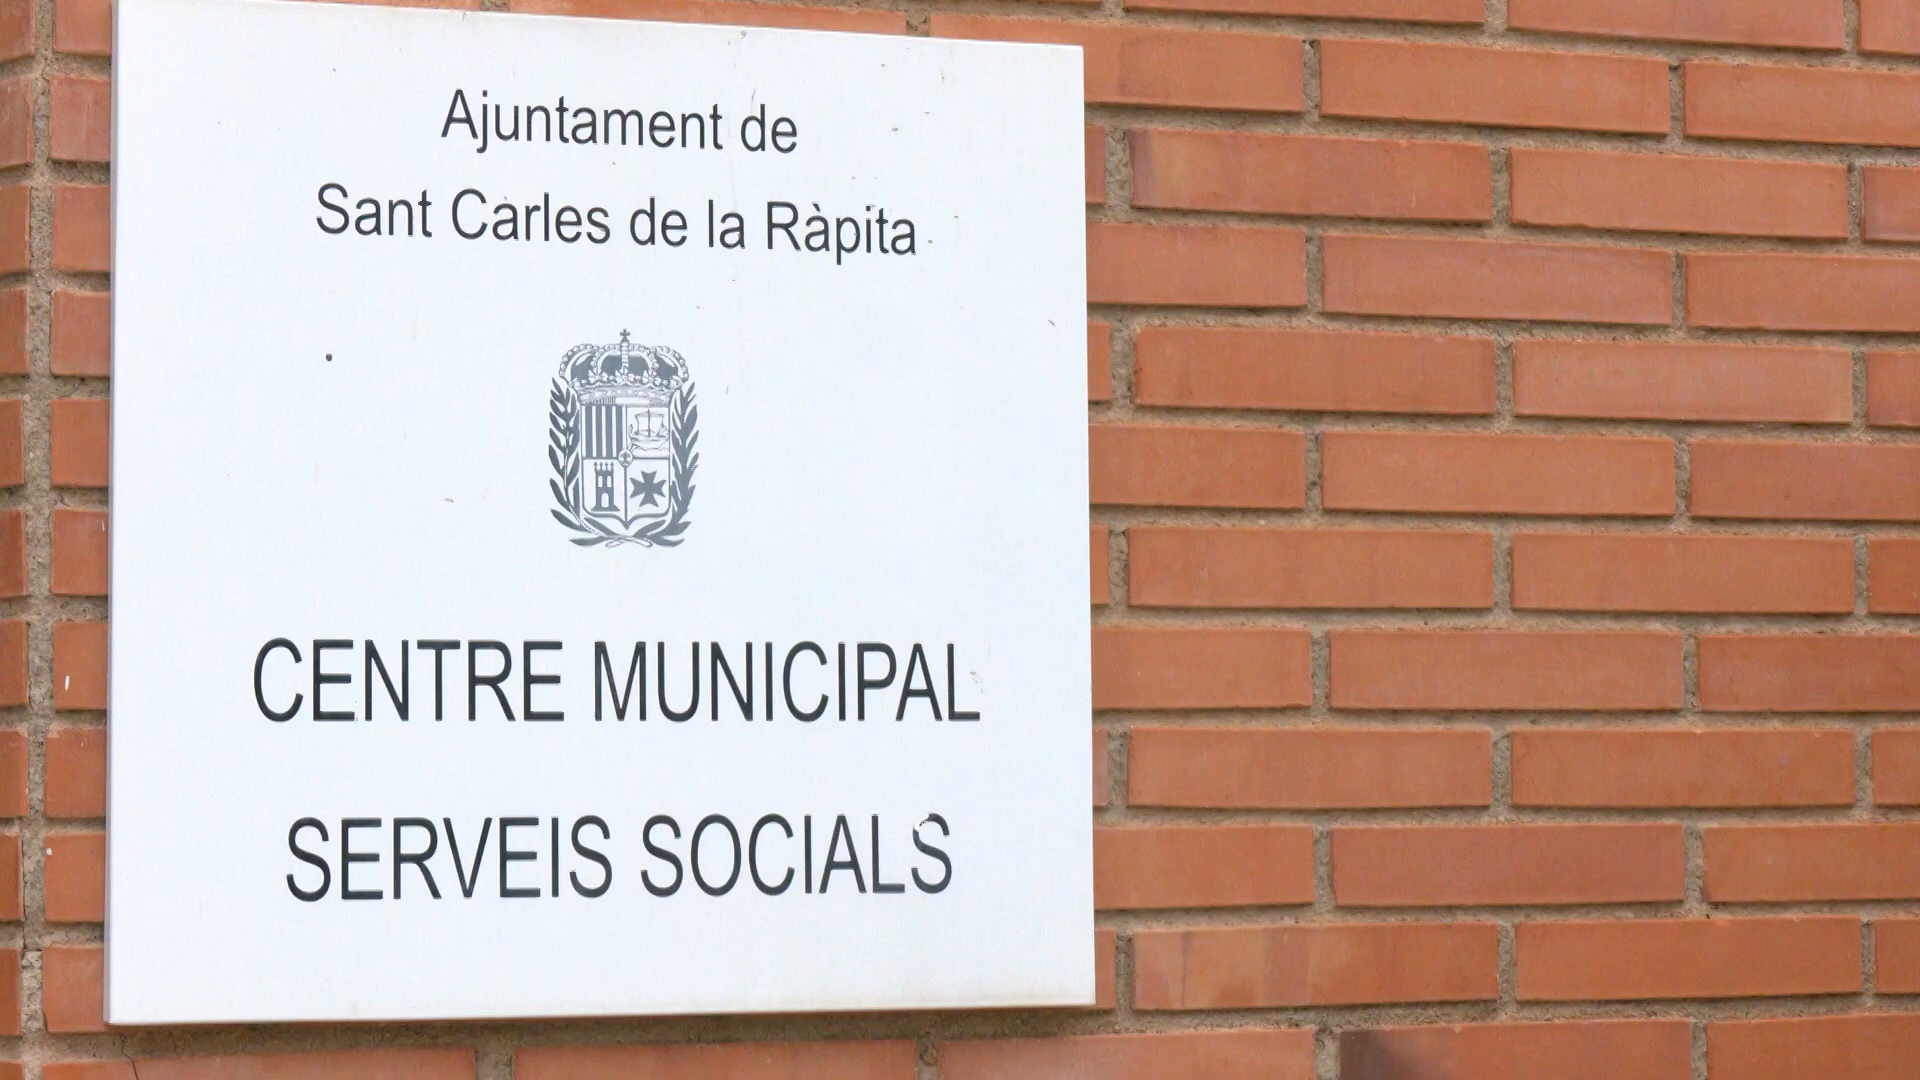 Ajuntament de
Sant Carles de la Ràpita
CENTRE MUNICIPAL
SERVEIS SOCIALS